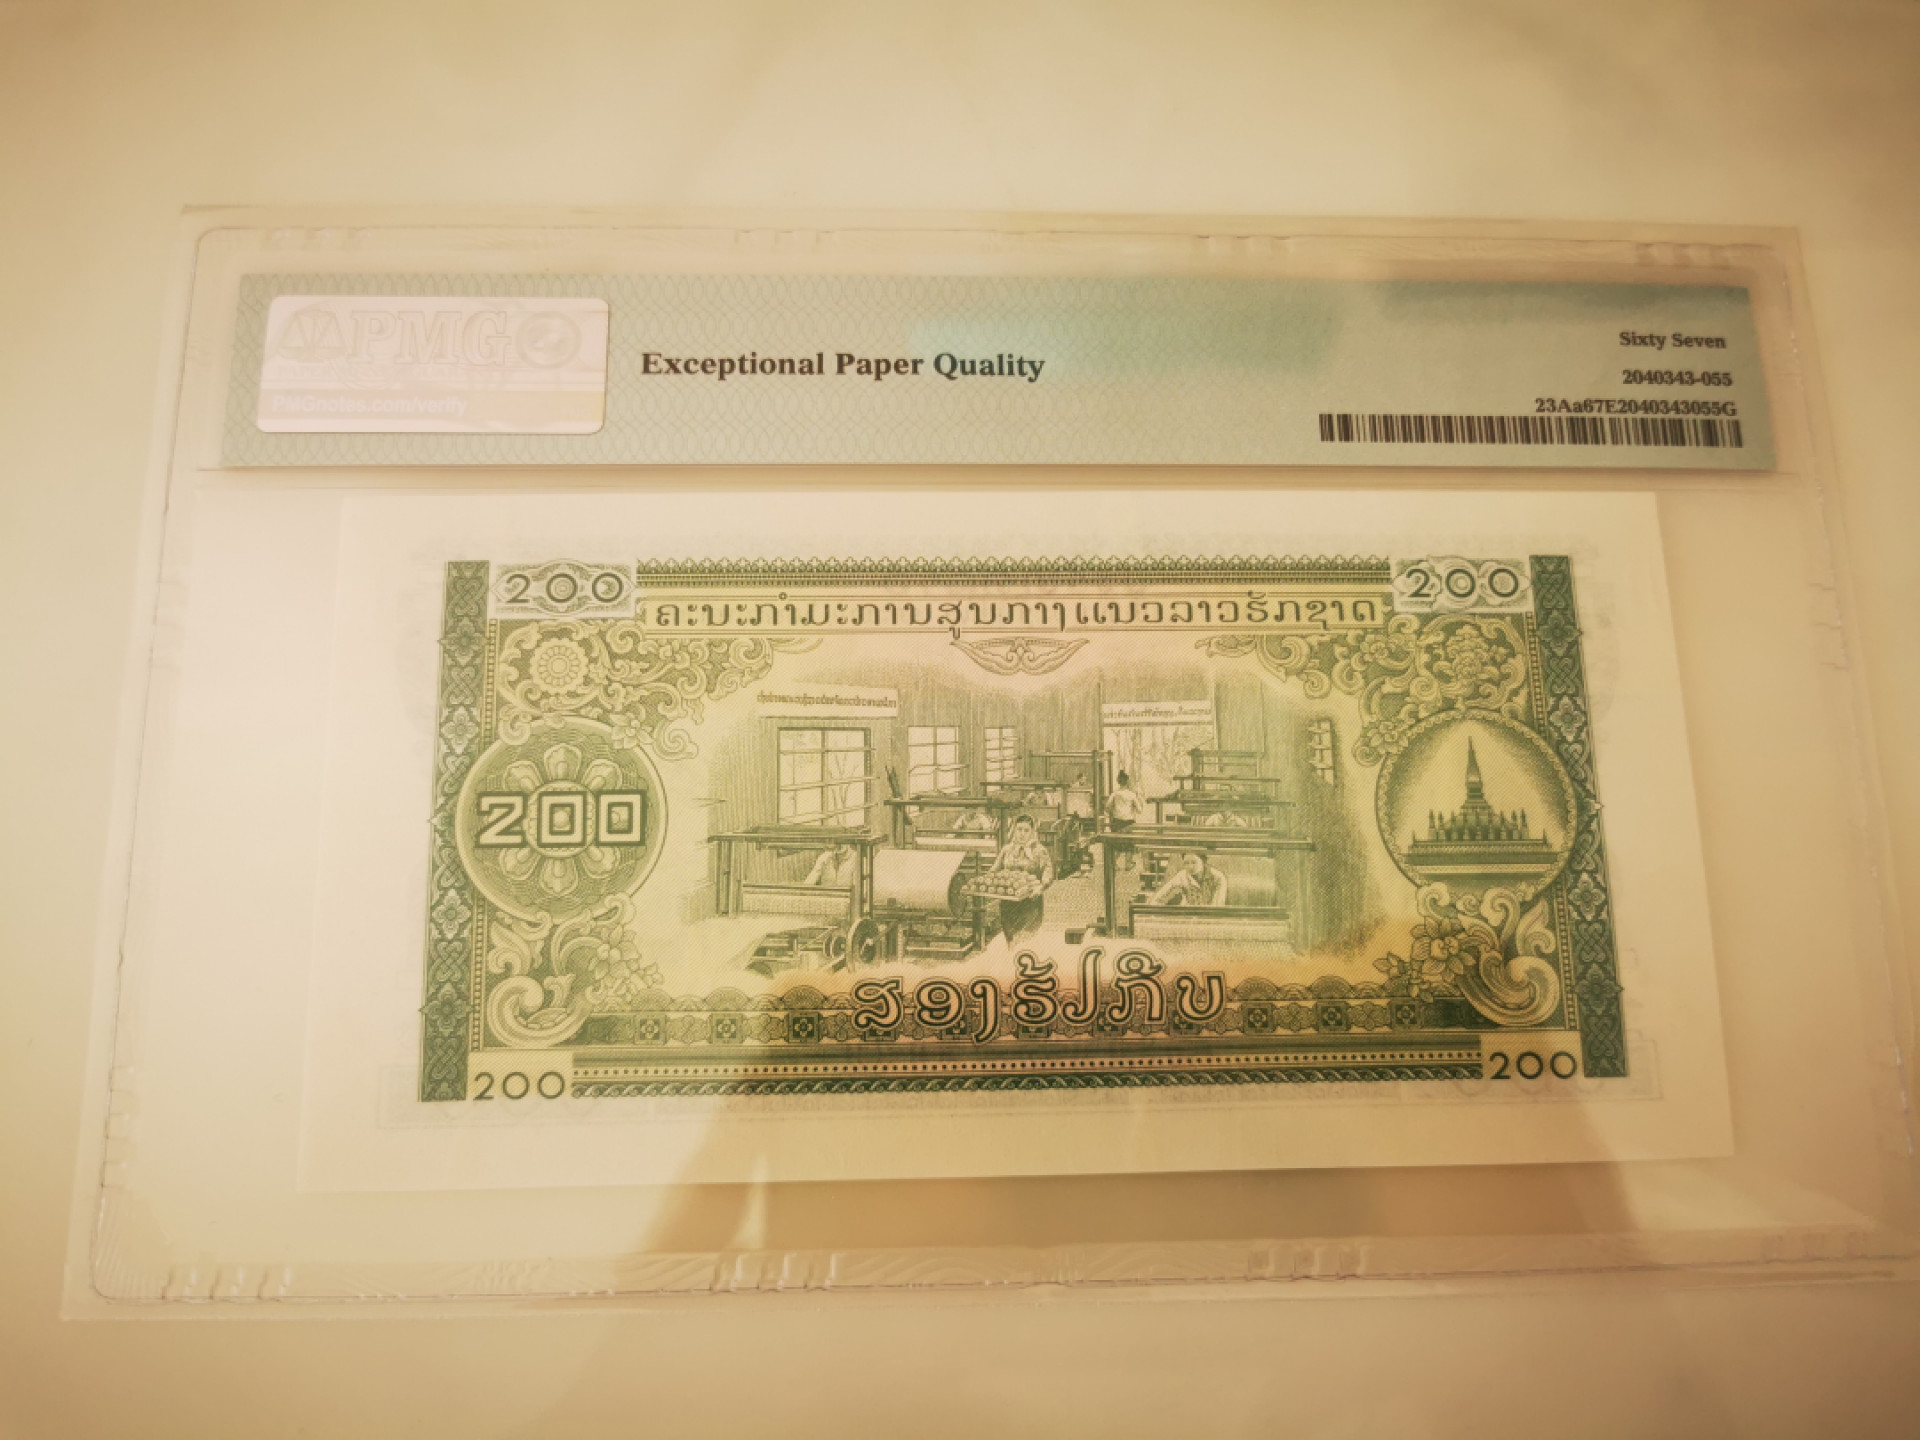 PMG
PMGnotes.com/verify
Exceptional Paper Quality
Sixty Seven
2040343-055
23Aa67E2040343055G
200
200
ຄະນະກຳມະການສູນກາງແນວລາວຮັກຊາດ
200
ສອງຮ້ຽກີບ
200
200